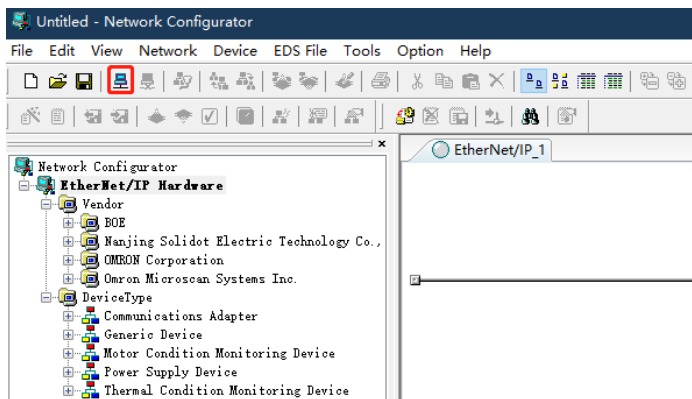 Untitled - Network Configurator
File Edit View Network Device EDS File Tools Option Help
EtherNet/IP_1
Network Configurator
EtherNet/IP Hardware
Vendor
BOE
Nanjing Solidot Electric Technology Co.,
OMRON Corporation
Omron Microscan Systems Inc.
DeviceType
Communications Adapter
Generic Device
Motor Condition Monitoring Device
Power Supply Device
Thermal Condition Monitoring Device